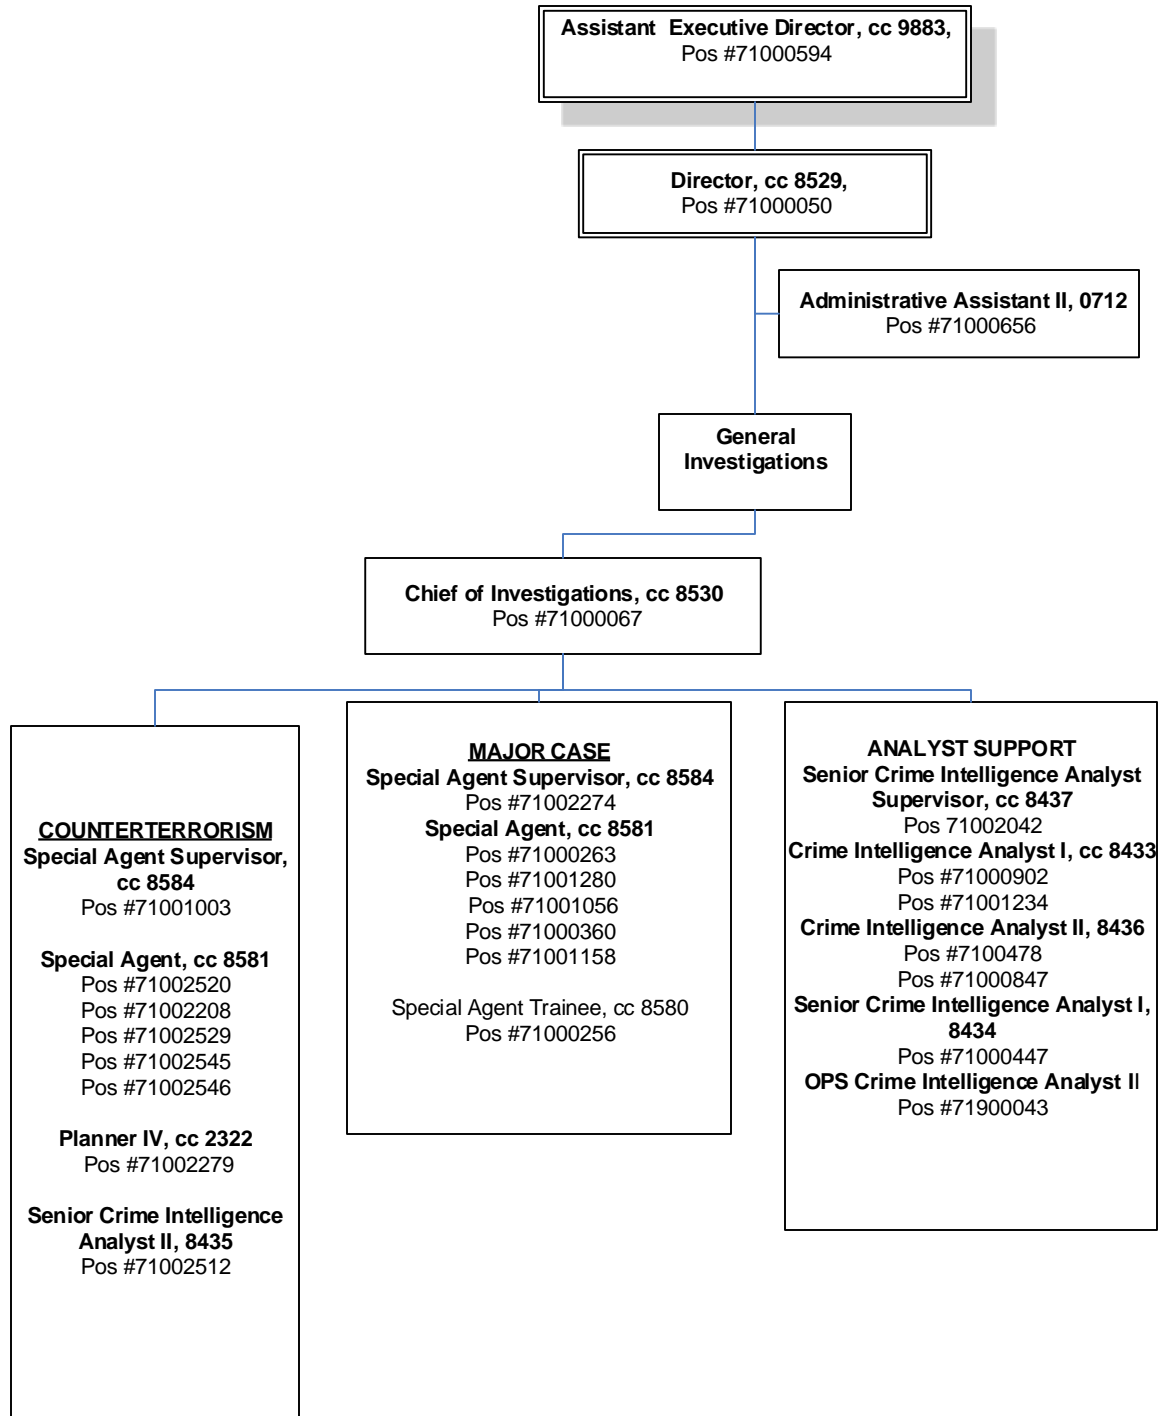 Assistant Executive Director, cc 9883,
Pos #71000594
Director, cc 8529,
Pos #71000050
Administrative Assistant II, 0712
Pos #71000656
General
Investigations
Chief of Investigations, cc 8530
Pos #71000067
COUNTERTERRORISM
Special Agent Supervisor,
cc 8584
Pos #71001003
Special Agent, cc 8581
Pos #71002520
Pos #71002208
Pos #71002529
Pos #71002545
Pos #71002546
Planner IV, cc 2322
Pos #71002279
Senior Crime Intelligence
Analyst II, 8435
Pos #71002512
MAJOR CASE
Special Agent Supervisor, cc 8584
Pos #71002274
Special Agent, cc 8581
Pos #71000263
Pos #71001280
Pos #71001056
Pos #71000360
Pos #71001158
Special Agent Trainee, cc 8580
Pos #71000256
ANALYST SUPPORT
Senior Crime Intelligence Analyst
Supervisor, cc 8437
Pos 71002042
Crime Intelligence Analyst I, cc 8433
Pos #71000902
Pos #71001234
Crime Intelligence Analyst II, 8436
Pos #7100478
Pos #71000847
Senior Crime Intelligence Analyst I,
8434
Pos #71000447
OPS Crime Intelligence Analyst II
Pos #71900043